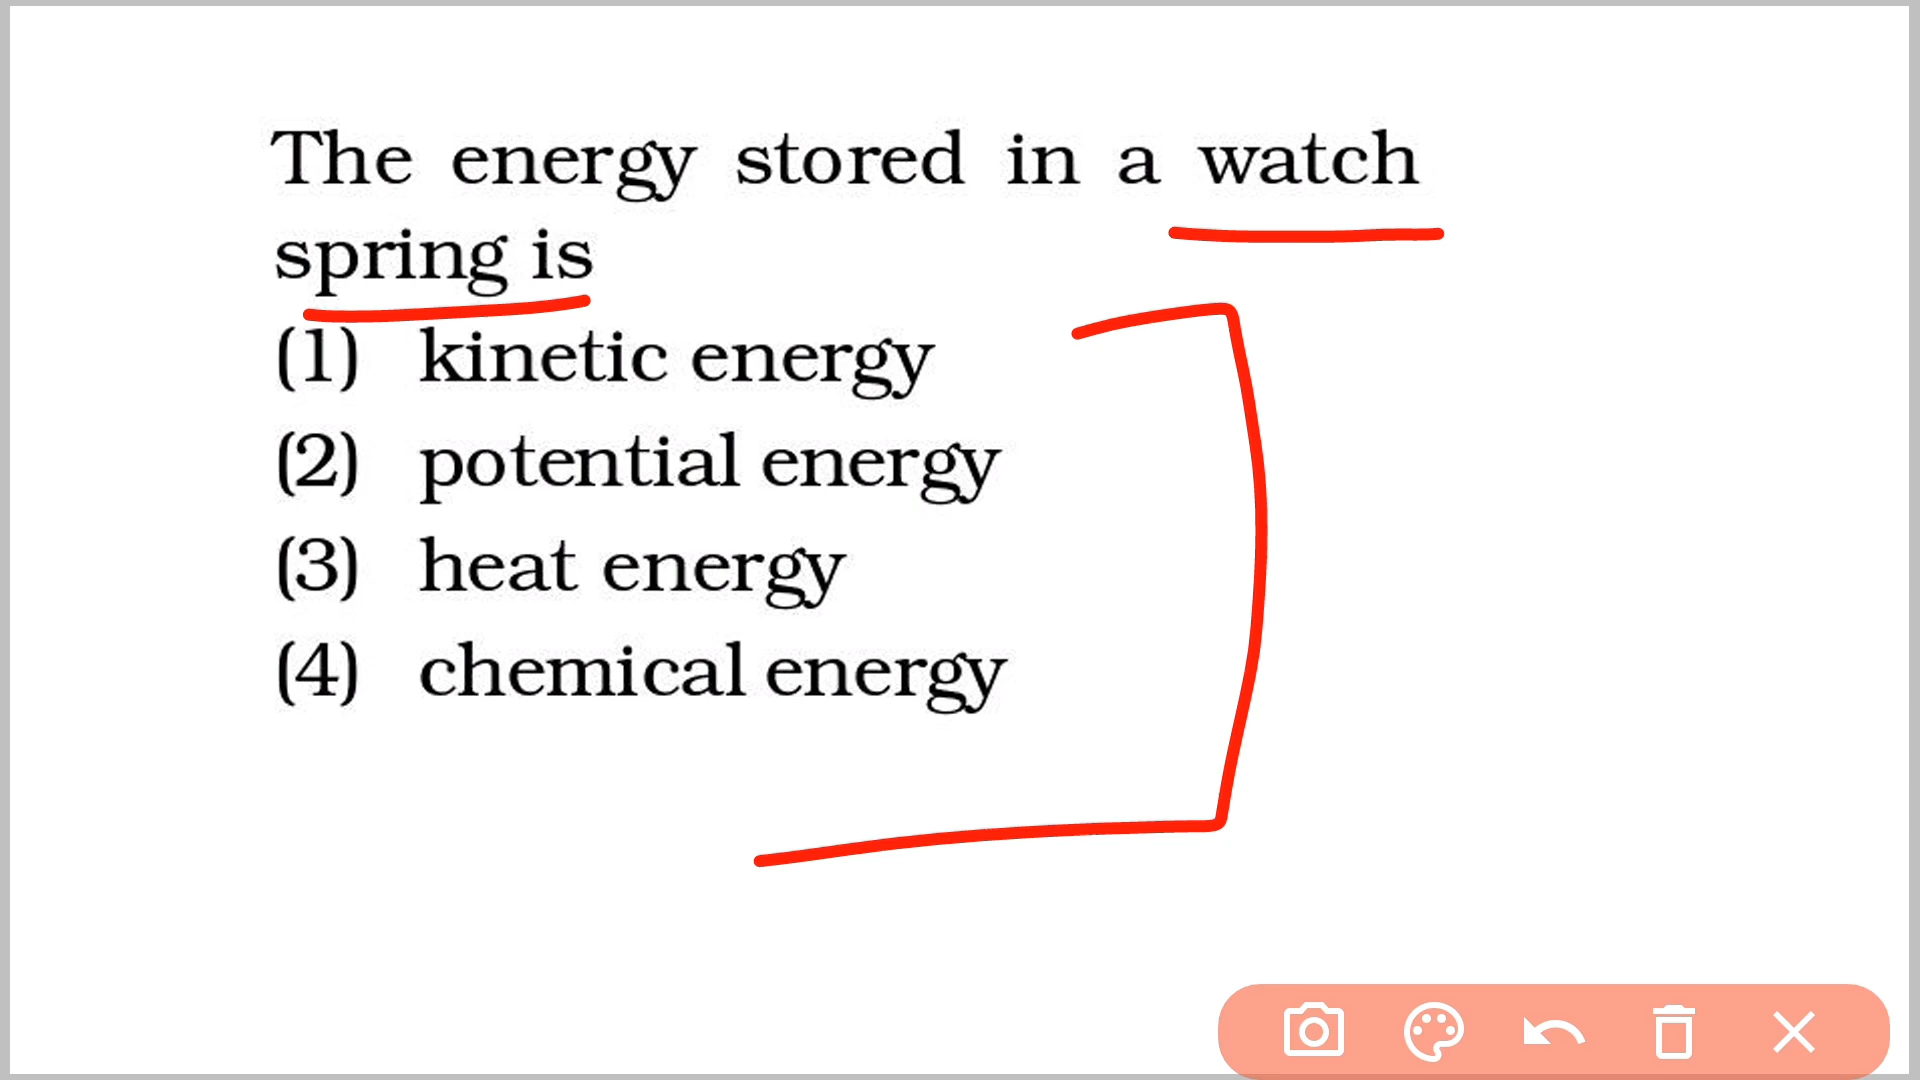 The energy stored in a watch
spring is
(1) kinetic energy
(2) potential energy
(3) heat energy
(4) chemical energy